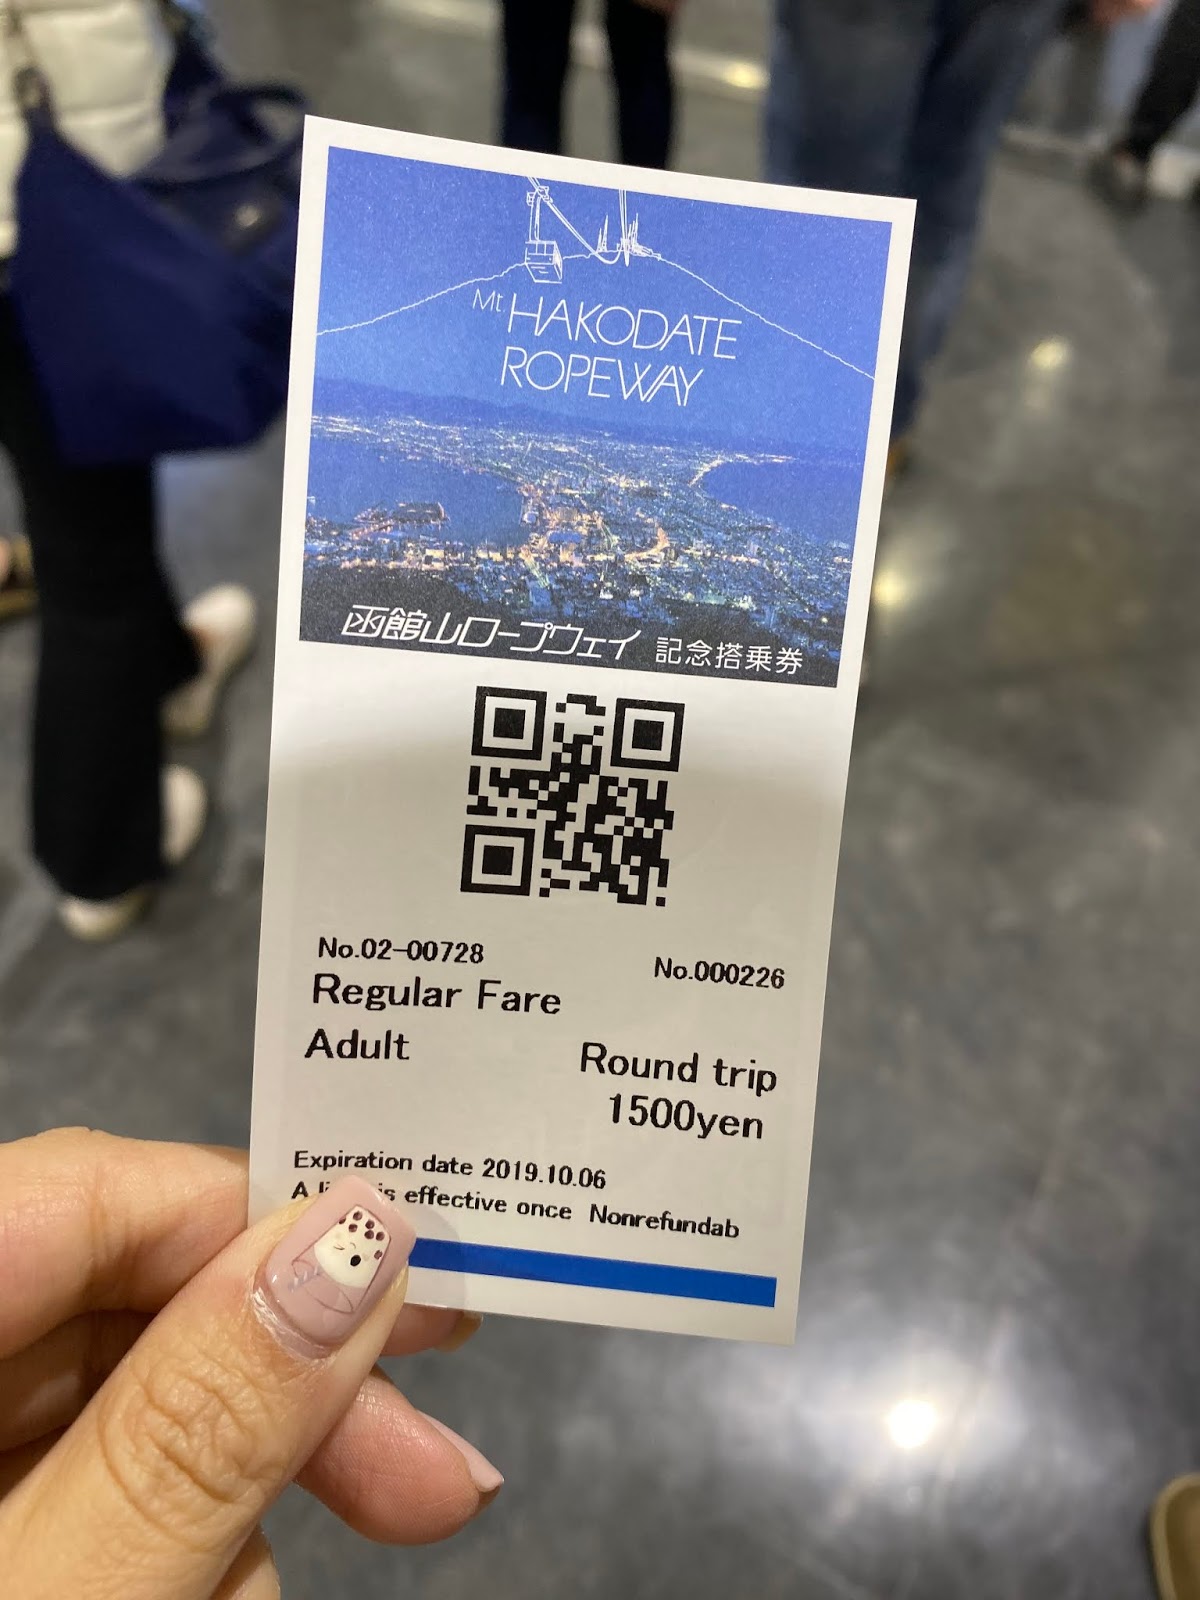 Mt. HAKODATE
ROPEWAY
函館山ロープウェイ 記念搭乗券
No.02-00728 No.000226
Regular Fare
Adult Round trip
1500yen
Expiration date 2019.10.06
A is effective once Nonrefundab